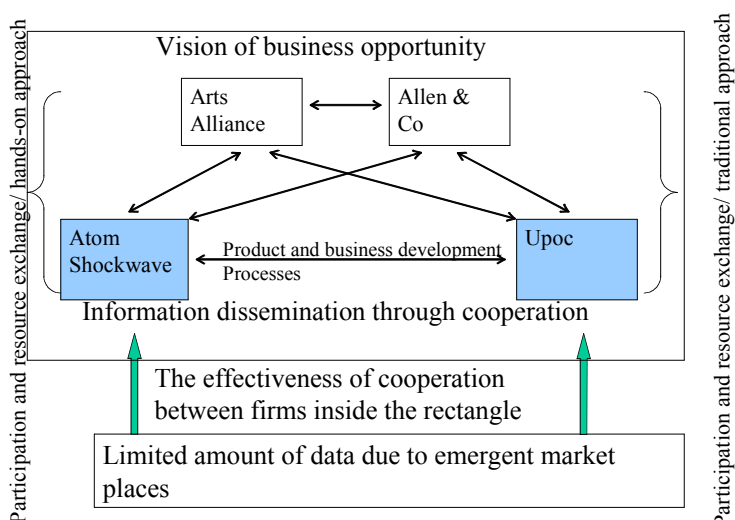 Participation and resource exchange/ hands-on approach
Vision of business opportunity
Arts
Alliance
Allen &
Co
Atom
Shockwave
Product and business development
Processes
Upoc
Information dissemination through cooperation
The effectiveness of cooperation
between firms inside the rectangle
Limited amount of data due to emergent market
places
Participation and resource exchange/ traditional approach